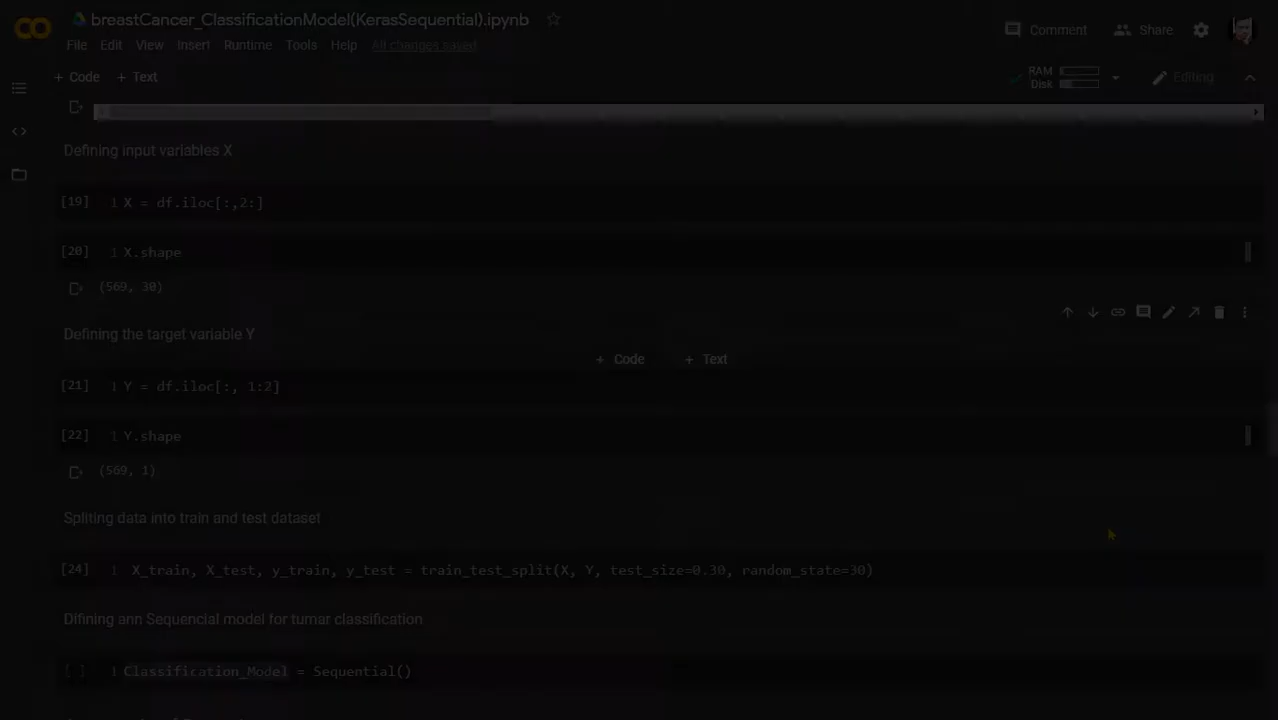 breastCancer_ClassificationModel(KerasSequential).ipynb
File Edit View Insert Runtime Tools Help All changes saved
Comment Share
+ Code + Text
RAM
Disk
Editing
Defining input variables X
[19] 1 X = df.iloc[:,2:]
[20] 1 X.shape
(569, 30)
Defining the target variable Y
+ Code + Text
[21] 1 Y = df.iloc[:, 1:2]
[22] 1 Y.shape
(569, 1)
Spliting data into train and test dataset
[24] 1 X_train, X_test, y_train, y_test = train_test_split(X, Y, test_size=0.30, random_state=30)
Difining ann Sequencial model for tumar classification
[ ] 1 Classification_Model = Sequential()